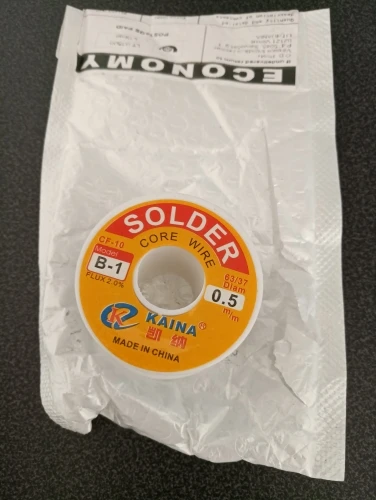 ECONOMY
SOLDER
CORE WIRE
CF-10
Model
B-1
FLUX 2.0%
63/37
Diam
0.5
m/m
KAINA®
凯纳
MADE IN CHINA